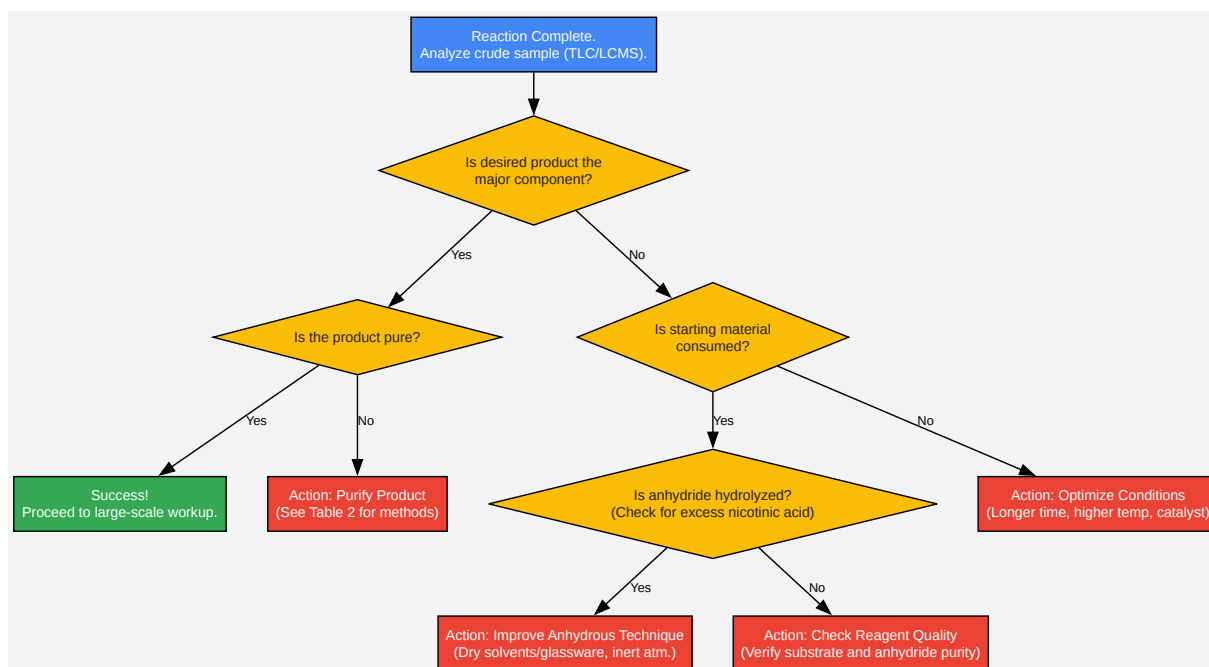 Reaction Complete.
Analyze crude sample (TLC/LCMS).
Is desired product the
major component?
Yes
No
Is the product pure?
Is starting material
consumed?
Yes
No
Yes
No
Success!
Proceed to large-scale workup.
Action: Purify Product
(See Table 2 for methods)
Is anhydride hydrolyzed?
(Check for excess nicotinic acid)
Action: Optimize Conditions
(Longer time, higher temp, catalyst)
Yes
No
Action: Improve Anhydrous Technique
(Dry solvents/glassware, inert atm.)
Action: Check Reagent Quality
(Verify substrate and anhydride purity)